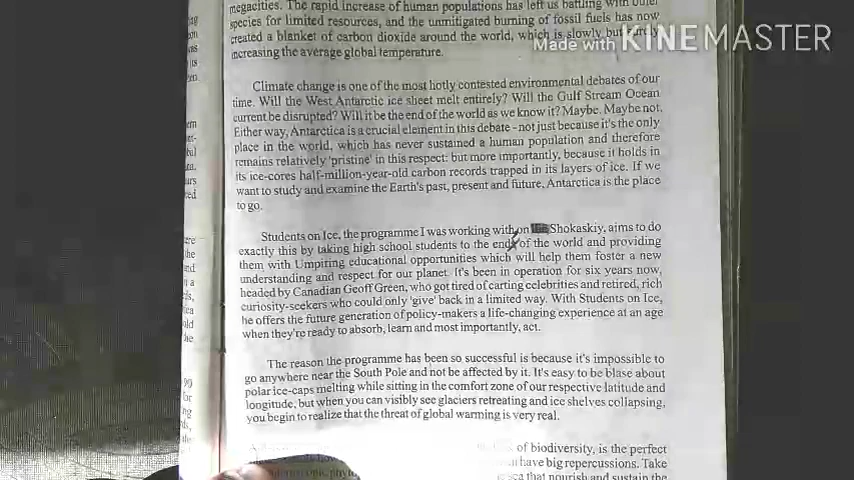 megacities. The rapid increase of human populations has left us battling with other
species for limited resources, and the unmitigated burning of fossil fuels has now
created a blanket of carbon dioxide around the world, which is slowly but surely
increasing the average global temperature.
Made with KINEMASTER
Climate change is one of the most hotly contested environmental debates of our
time. Will the West Antarctic ice sheet melt entirely? Will the Gulf Stream Ocean
current be disrupted? Will it be the end of the world as we know it? Maybe. Maybe not.
Either way, Antarctica is a crucial element in this debate - not just because it's the only
place in the world, which has never sustained a human population and therefore
remains relatively 'pristine' in this respect; but more importantly, because it holds in
its ice-cores half-million-year-old carbon records trapped in its layers of ice. If we
want to study and examine the Earth's past, present and future, Antarctica is the place
to go.
Students on Ice, the programme I was working with on Shokaskiy, aims to do
exactly this by taking high school students to the ends of the world and providing
them with Umpiring educational opportunities which will help them foster a new
understanding and respect for our planet. It's been in operation for six years now,
headed by Canadian Geoff Green, who got tired of carting celebrities and retired, rich
curiosity-seekers who could only 'give' back in a limited way. With Students on Ice,
he offers the future generation of policy-makers a life-changing experience at an age
when they're ready to absorb, learn and most importantly, act.
The reason the programme has been so successful is because it's impossible to
go anywhere near the South Pole and not be affected by it. It's easy to be blase about
polar ice-caps melting while sitting in the comfort zone of our respective latitude and
longitude, but when you can visibly see glaciers retreating and ice shelves collapsing,
you begin to realize that the threat of global warming is very real.
of biodiversity, is the perfect
have big repercussions. Take
that nourish and sustain the